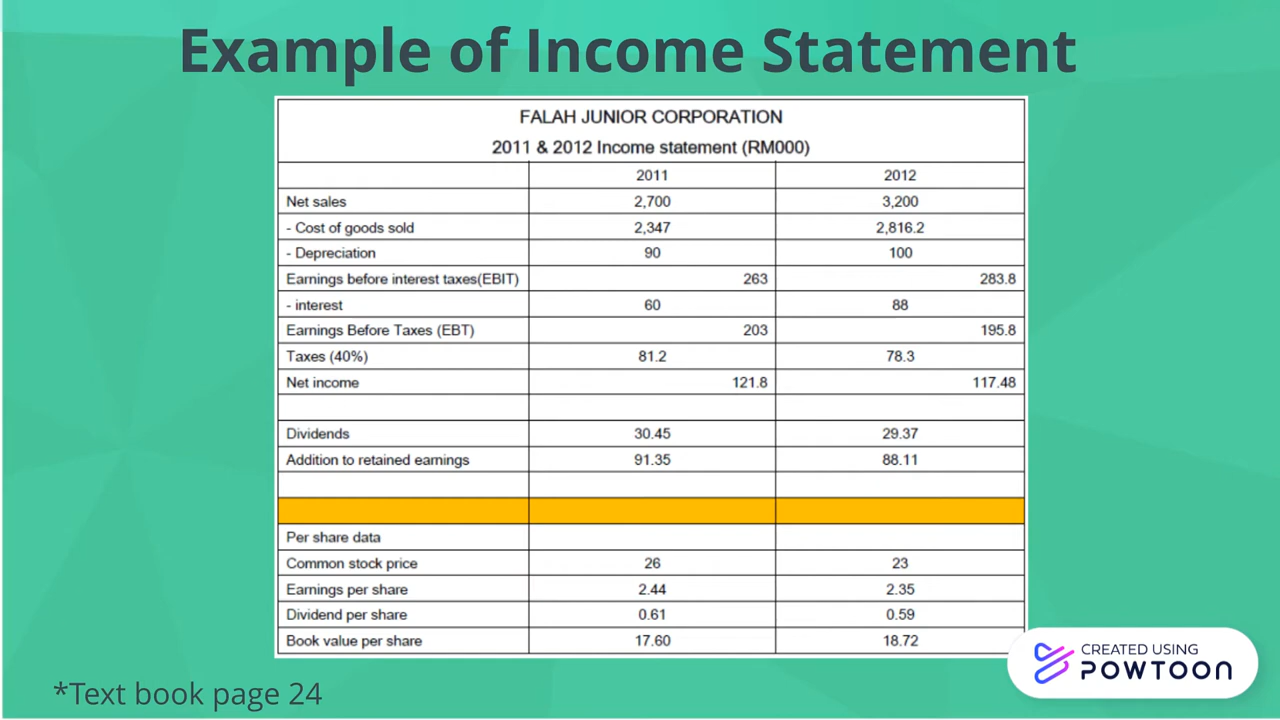 Example of Income Statement
FALAH JUNIOR CORPORATION
2011 & 2012 Income statement (RM000)
2011 2012
Net sales 2,700 3,200
- Cost of goods sold 2,347 2,816.2
- Depreciation 90 100
Earnings before interest taxes(EBIT) 263 283.8
- interest 60 88
Earnings Before Taxes (EBT) 203 195.8
Taxes (40%) 81.2 78.3
Net income 121.8 117.48
Dividends 30.45 29.37
Addition to retained earnings 91.35 88.11
Per share data
Common stock price 26 23
Earnings per share 2.44 2.35
Dividend per share 0.61 0.59
Book value per share 17.60 18.72
*Text book page 24
CREATED USING
POWTOON